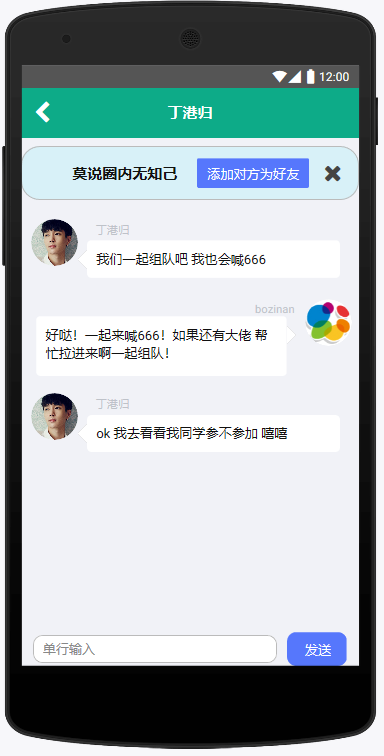 12:00
丁港归
莫说圈内无知己 添加对方为好友
丁港归
我们一起组队吧 我也会喊666
bozinan
好哒！一起来喊666！如果还有大佬 帮
忙拉进来啊一起组队！
丁港归
ok 我去看看我同学参不参加 嘻嘻
单行输入 发送